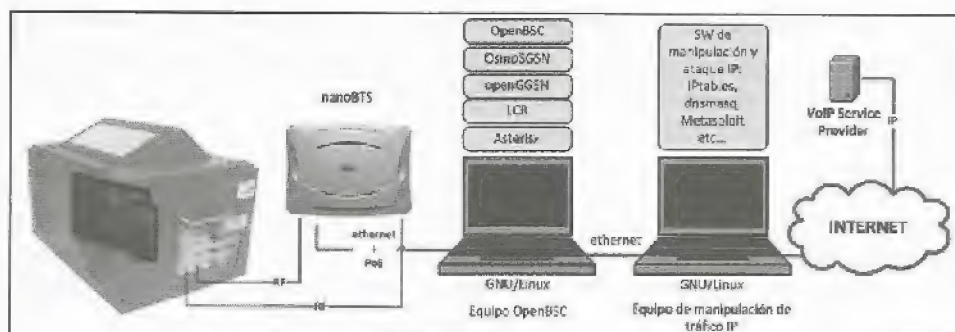 OpenBSC
OsmoSGSN
openGGSN
LCR
Asterisx
SW de
manipulación y
ataque IP:
IPtables,
dnsmasq,
Metasploit
etc...
nanoBTS
VoIP Service
Provider
IP
INTERNET
ethernet
+
PoE
ethernet
RF
GNU/Linux
GNU/Linux
Equipo OpenBSC
Equipo de manipulación de
tráfico IP